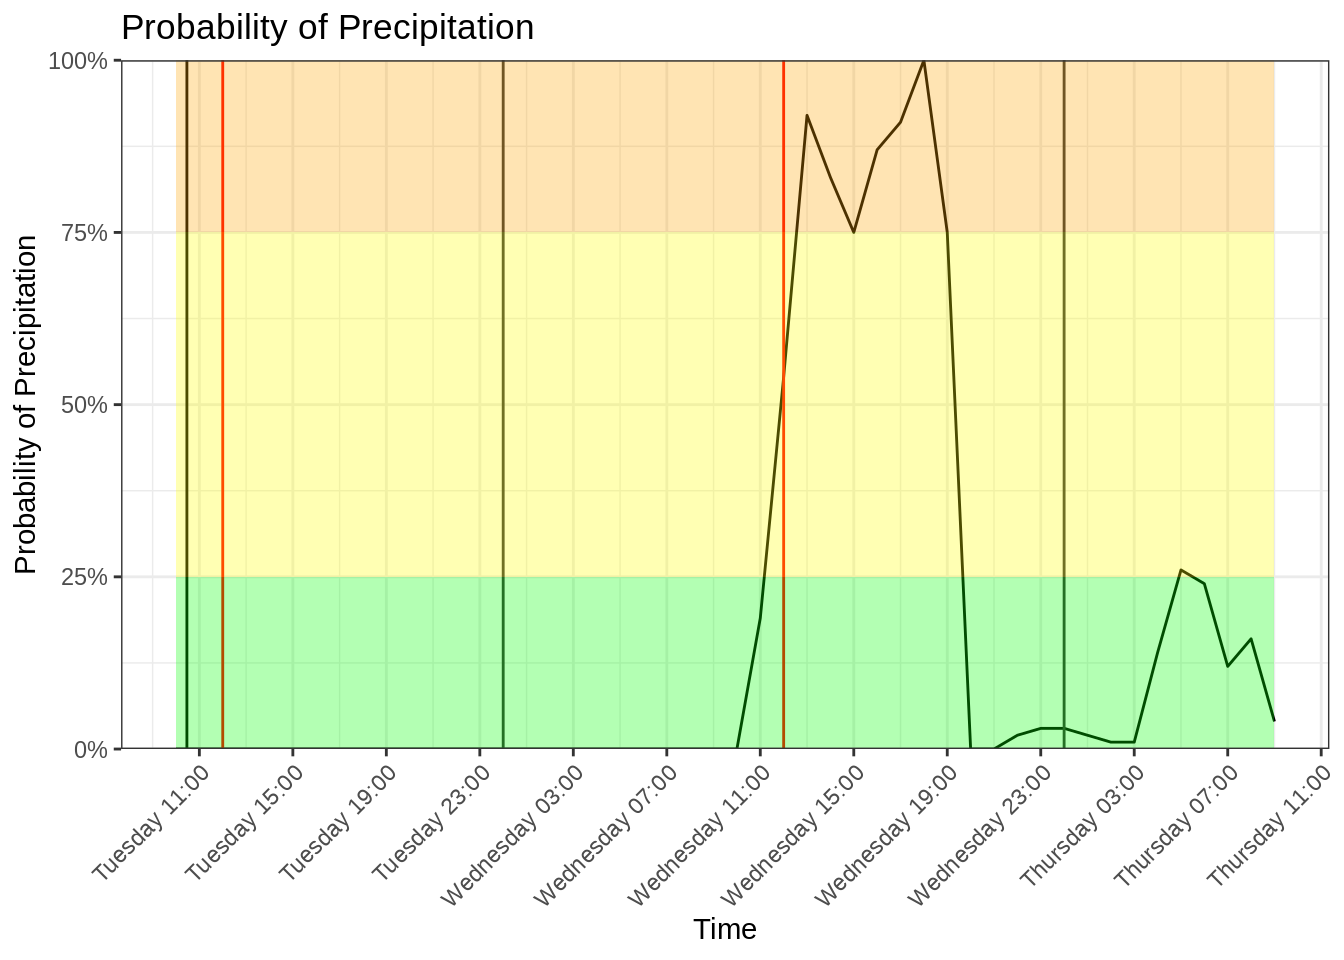 Probability of Precipitation
Probability of Precipitation
100%
75%
50%
25%
0%
Tuesday 11:00
Tuesday 15:00
Tuesday 19:00
Tuesday 23:00
Wednesday 03:00
Wednesday 07:00
Wednesday 11:00
Wednesday 15:00
Wednesday 19:00
Wednesday 23:00
Thursday 03:00
Thursday 07:00
Thursday 11:00
Time